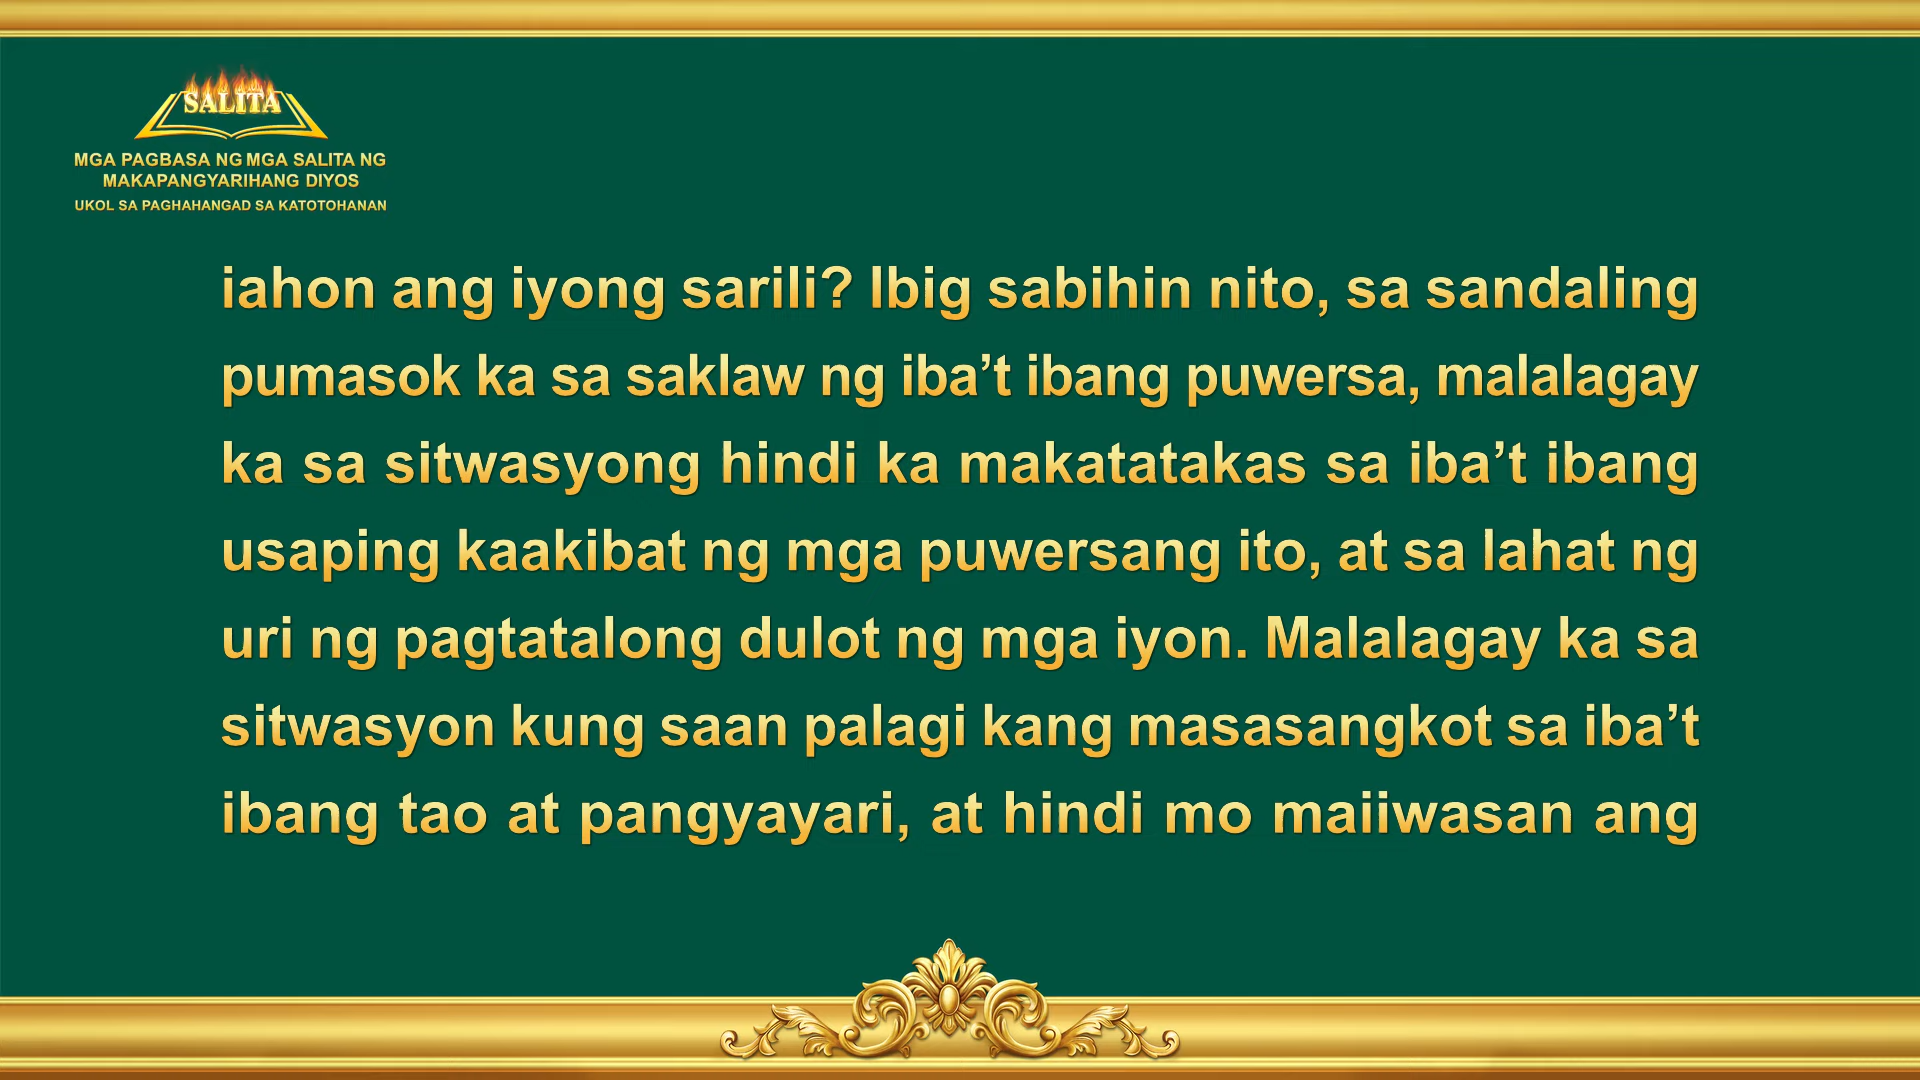 SALITA
MGA PAGBASA NG MGA SALITA NG
MAKAPANGYARIHANG DIYOS
UKOL SA PAGHAHANGAD SA KATOTOHANAN
iahon ang iyong sarili? Ibig sabihin nito, sa sandaling
pumasok ka sa saklaw ng iba’t ibang puwersa, malalagay
ka sa sitwasyong hindi ka makatatakas sa iba’t ibang
usaping kaakibat ng mga puwersang ito, at sa lahat ng
uri ng pagtatalong dulot ng mga iyon. Malalagay ka sa
sitwasyon kung saan palagi kang masasangkot sa iba’t
ibang tao at pangyayari, at hindi mo maiiwasan ang